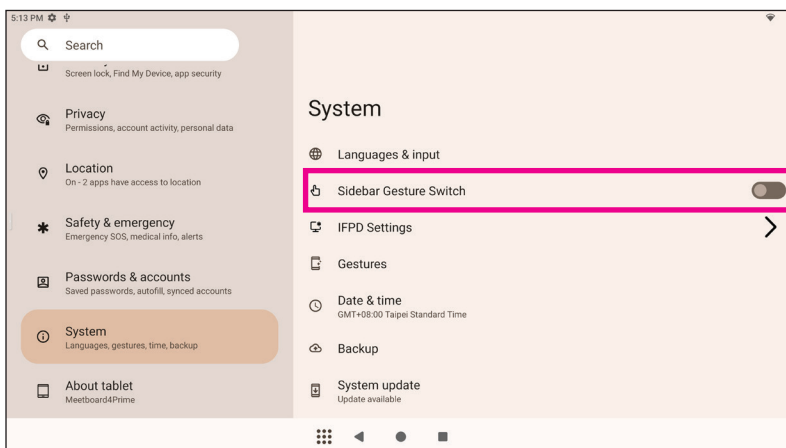 5:13 PM
Search
Screen lock, Find My Device, app security
Privacy
Permissions, account activity, personal data
Location
On - 2 apps have access to location
Safety & emergency
Emergency SOS, medical info, alerts
Passwords & accounts
Saved passwords, autofill, synced accounts
System
Languages, gestures, time, backup
About tablet
Meetboard4Prime
System
Languages & input
Sidebar Gesture Switch
IFPD Settings
Gestures
Date & time
GMT+08:00 Taipei Standard Time
Backup
System update
Update available